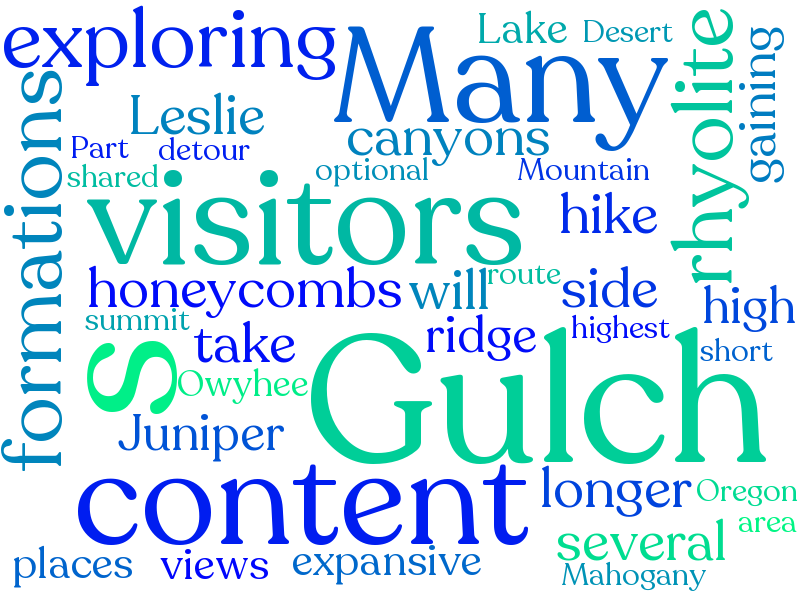 exploring
Many
Lake
Desert
rhyolite
gaining
formations
Leslie
canyons
Part
detour
shared
optional
Mountain
visitors
hike
honeycombs
will
route
side
high
summit
take
ridge
highest
short
s
Owyhee
Gulch
Juniper
content
longer
Oregon
area
several
places
views
expansive
Mahogany